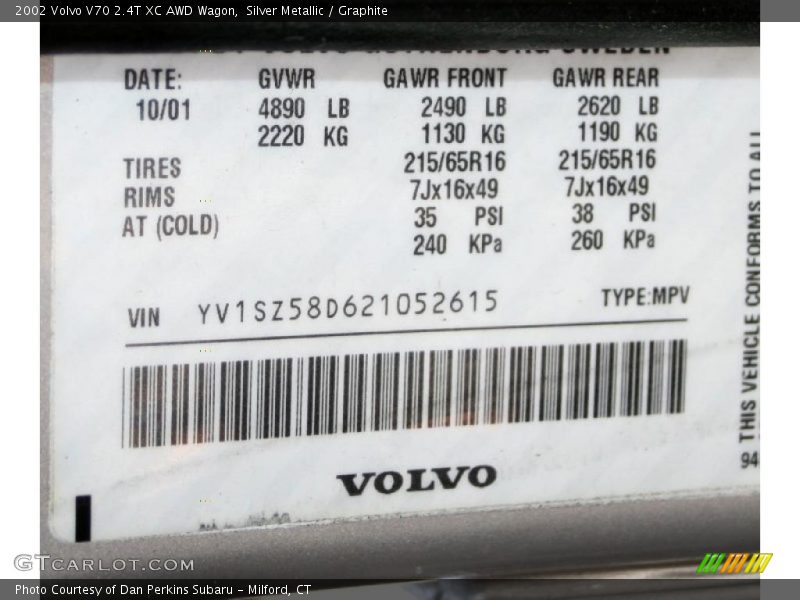 2002 Volvo V70 2.4T XC AWD Wagon, Silver Metallic / Graphite
VOLVO GOTHENBURG SWEDEN
DATE: GVWR GAWR FRONT GAWR REAR
10/01 4890 LB 2490 LB 2620 LB
2220 KG 1130 KG 1190 KG
TIRES 215/65R16 215/65R16
RIMS 7Jx16x49 7Jx16x49
AT (COLD) 35 PSI 38 PSI
240 KPa 260 KPa
VIN YV1SZ58D621052615 TYPE:MPV
VOLVO
THIS VEHICLE CONFORMS TO ALL
94
GTCARLOT.COM
Photo Courtesy of Dan Perkins Subaru - Milford, CT